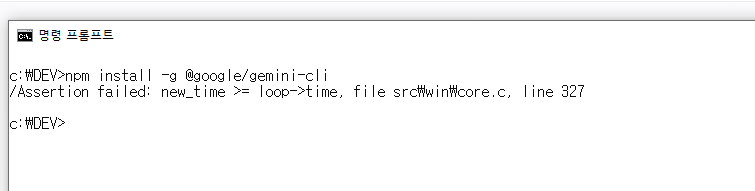 명령 프롬프트
c:₩DEV>npm install -g @google/gemini-cli
/Assertion failed: new_time >= loop->time, file src₩win₩core.c, line 327
c:₩DEV>